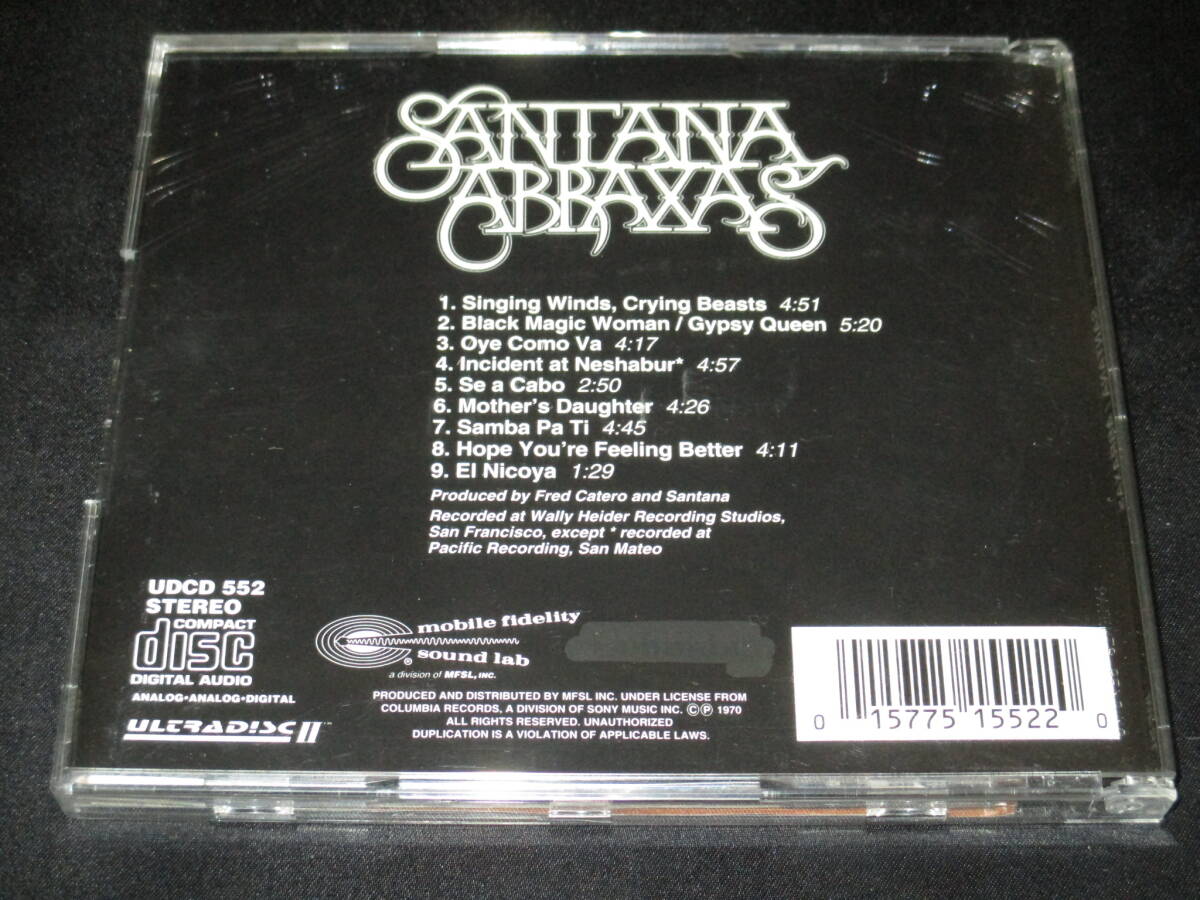 SANTANA
ABRAXAS
1. Singing Winds, Crying Beasts 4:51
2. Black Magic Woman / Gypsy Queen 5:20
3. Oye Como Va 4:17
4. Incident at Neshabur* 4:57
5. Se a Cabo 2:50
6. Mother's Daughter 4:26
7. Samba Pa Ti 4:45
8. Hope You're Feeling Better 4:11
9. El Nicoya 1:29
Produced by Fred Catero and Santana
Recorded at Wally Heider Recording Studios,
San Francisco, except * recorded at
Pacific Recording, San Mateo
UDCD 552
STEREO
COMPACT
disc
DIGITAL AUDIO
ANALOG•ANALOG•DIGITAL
ULTRADISC II™
mobile fidelity
sound lab
®
a division of MFSL, INC.
PRODUCED AND DISTRIBUTED BY MFSL INC. UNDER LICENSE FROM
COLUMBIA RECORDS, A DIVISION OF SONY MUSIC INC. ©℗ 1970
ALL RIGHTS RESERVED. UNAUTHORIZED
DUPLICATION IS A VIOLATION OF APPLICABLE LAWS.
0 15775 15522 0